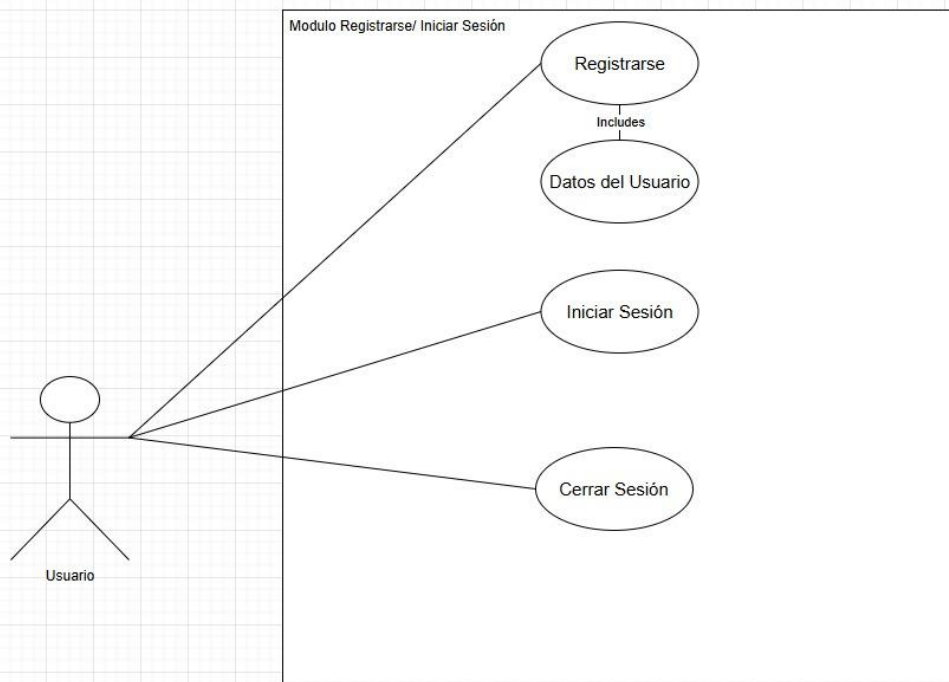 Modulo Registrarse/ Iniciar Sesión
Registrarse
Includes
Datos del Usuario
Iniciar Sesión
Cerrar Sesión
Usuario